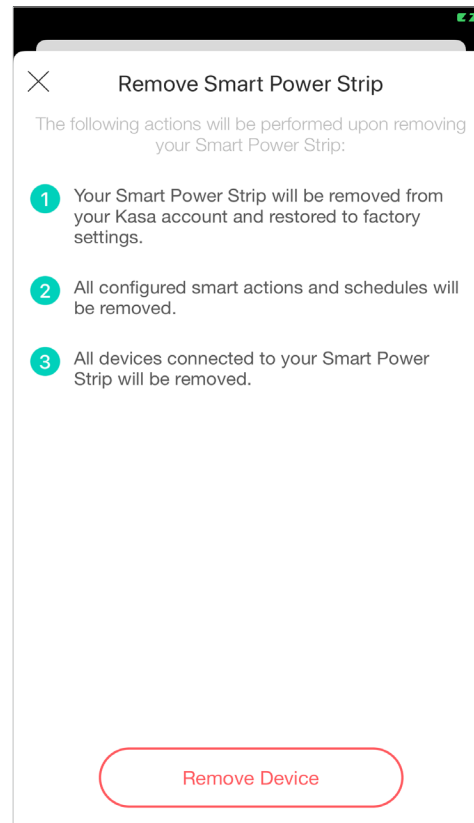 Remove Smart Power Strip
The following actions will be performed upon removing
your Smart Power Strip:
1 Your Smart Power Strip will be removed from
your Kasa account and restored to factory
settings.
2 All configured smart actions and schedules will
be removed.
3 All devices connected to your Smart Power
Strip will be removed.
Remove Device